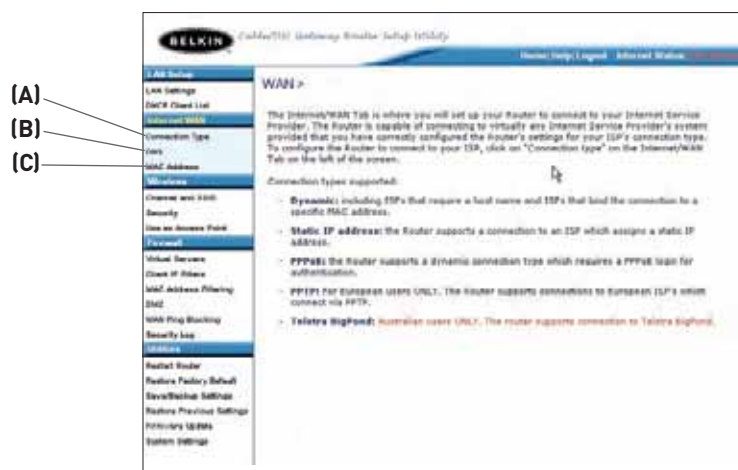 BELKIN Cable/DSL Gateway Router Setup Utility
Home|Help|Logout Internet Status:
(A)
(B)
(C)
LAN Setup
LAN Settings
DHCP Client List
Internet WAN
Connection Type
DNS
MAC Address
Wireless
Channel and SSID
Security
Use as Access Point
Firewall
Virtual Servers
Client IP Filters
MAC Address Filtering
DMZ
WAN Ping Blocking
Security Log
Utilities
Restart Router
Restore Factory Default
Save/Backup Settings
Restore Previous Settings
Firmware Update
System Settings
WAN >
The Internet/WAN Tab is where you will set up your Router to connect to your Internet Service
Provider. The Router is capable of connecting to virtually any Internet Service Provider's system
provided that you have correctly configured the Router's settings for your ISP's connection type.
To configure the Router to connect to your ISP, click on "Connection type" on the Internet/WAN
Tab on the left of the screen.
Connection types supported:
- Dynamic: including ISPs that require a host name and ISPs that bind the connection to a
specific MAC address.
- Static IP address: the Router supports a connection to an ISP which assigns a static IP
address.
- PPPoE: the Router supports a dynamic connection type which requires a PPPoE login for
authentication.
- PPTP: For European users ONLY. The Router supports connections to European ISP's which
connect via PPTP.
- Telstra BigPond: Australian users ONLY. The router supports connection to Telstra BigPond.